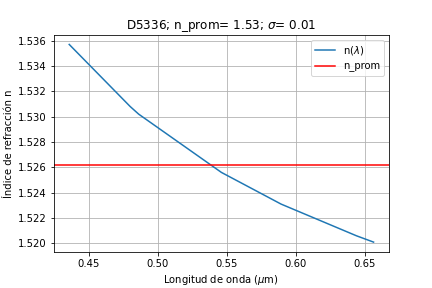 D5336; n_prom= 1.53; σ= 0.01
n(λ)
n_prom
1.536
1.534
1.532
1.530
1.528
1.526
1.524
1.522
1.520
Índice de refracción n
0.45 0.50 0.55 0.60 0.65
Longitud de onda (μm)